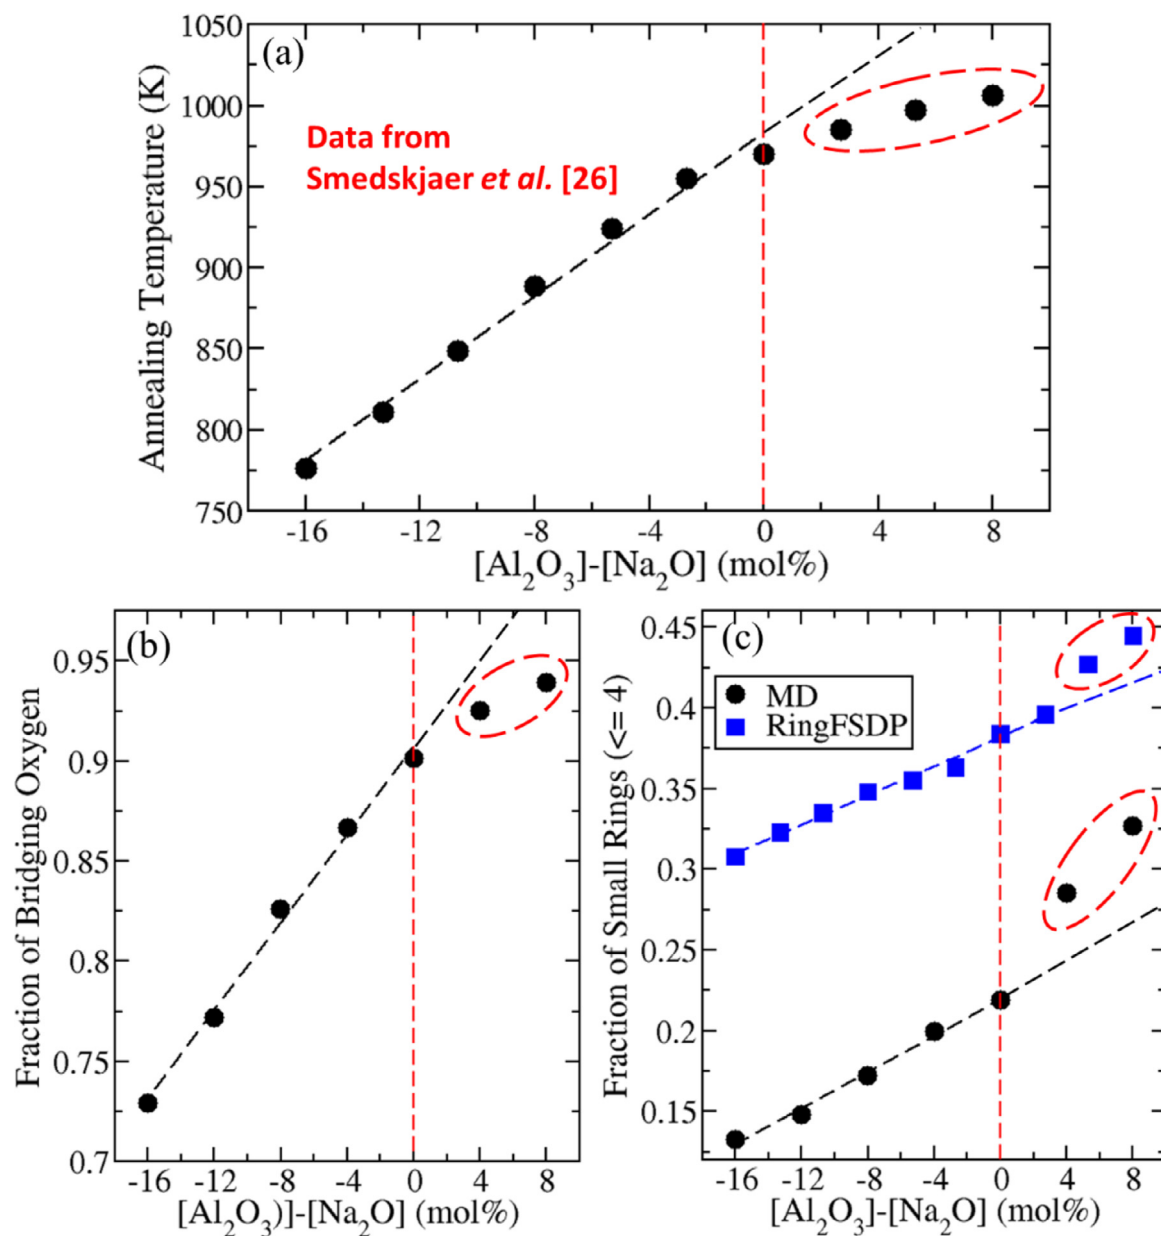 (a)
Data from
Smedskjaer et al. [26]
Annealing Temperature (K)
1050
1000
950
900
850
800
750
-16 -12 -8 -4 0 4 8
[Al₂O₃]-[Na₂O] (mol%)
(b)
Fraction of Bridging Oxygen
0.95
0.9
0.85
0.8
0.75
0.7
-16 -12 -8 -4 0 4 8
[Al₂O₃)]-[Na₂O] (mol%)
(c)
MD
RingFSDP
Fraction of Small Rings (<= 4)
0.45
0.4
0.35
0.3
0.25
0.2
0.15
-16 -12 -8 -4 0 4 8
[Al₂O₃]-[Na₂O] (mol%)